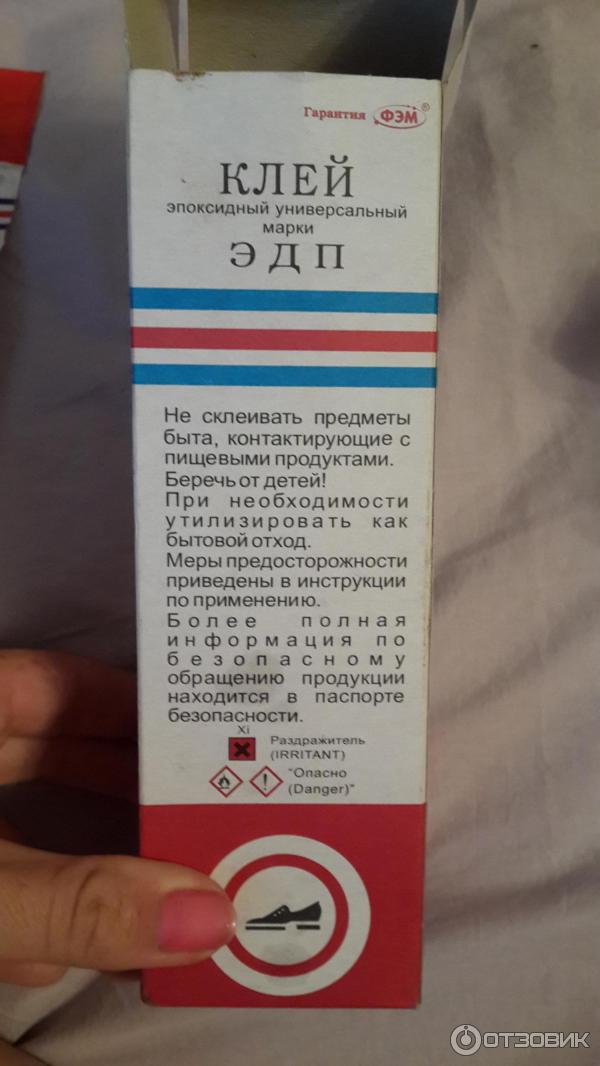 Гарантия ФЭМ®
КЛЕЙ
эпоксидный универсальный
марки
ЭДП
Не склеивать предметы
быта, контактирующие с
пищевыми продуктами.
Беречь от детей!
При необходимости
утилизировать как
бытовой отход.
Меры предосторожности
приведены в инструкции
по применению.
Более полная
информация по
безопасному
обращению продукции
находится в паспорте
безопасности.
Xi
Раздражитель
(IRRITANT)
"Опасно
(Danger)"
ОТЗОВИК